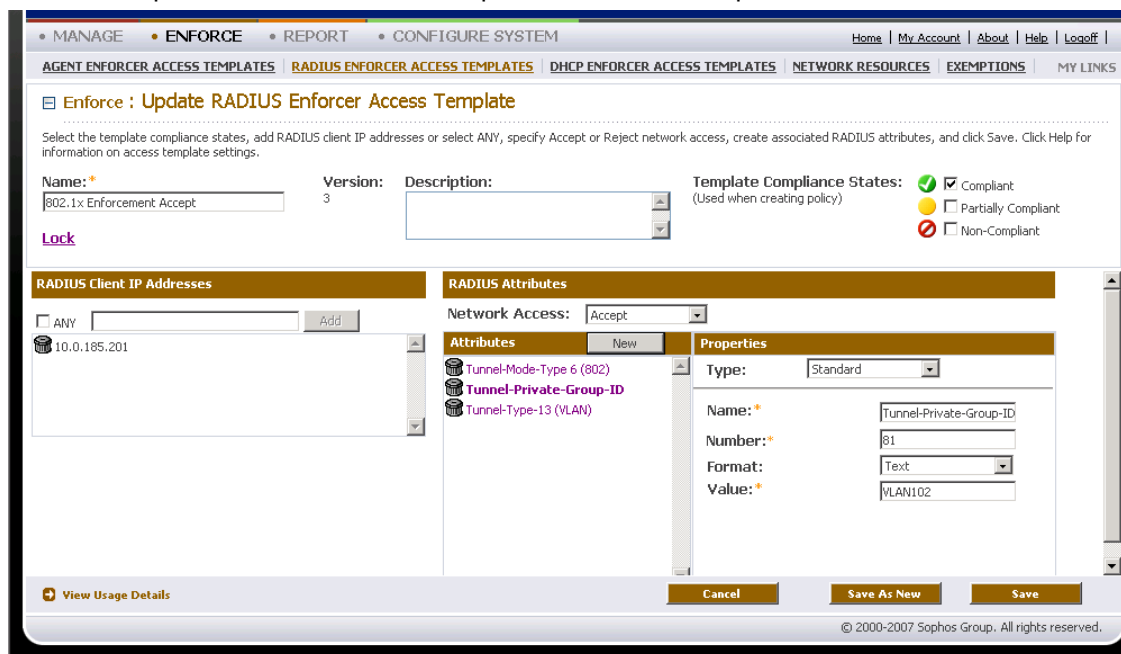 • MANAGE • ENFORCE • REPORT • CONFIGURE SYSTEM Home | My Account | About | Help | Logoff |
AGENT ENFORCER ACCESS TEMPLATES | RADIUS ENFORCER ACCESS TEMPLATES | DHCP ENFORCER ACCESS TEMPLATES | NETWORK RESOURCES | EXEMPTIONS | MY LINKS
Enforce : Update RADIUS Enforcer Access Template
Select the template compliance states, add RADIUS client IP addresses or select ANY, specify Accept or Reject network access, create associated RADIUS attributes, and click Save. Click Help for
information on access template settings.
Name:* Version: Description: Template Compliance States: Compliant
802.1x Enforcement Accept 3 (Used when creating policy) Partially Compliant
Lock Non-Compliant
RADIUS Client IP Addresses RADIUS Attributes
ANY Add Network Access: Accept
10.0.185.201 Attributes New Properties
Tunnel-Mode-Type 6 (802) Type: Standard
Tunnel-Private-Group-ID
Tunnel-Type-13 (VLAN) Name:* Tunnel-Private-Group-ID
Number:* 81
Format: Text
Value:* VLAN102
View Usage Details Cancel Save As New Save
© 2000-2007 Sophos Group. All rights reserved.